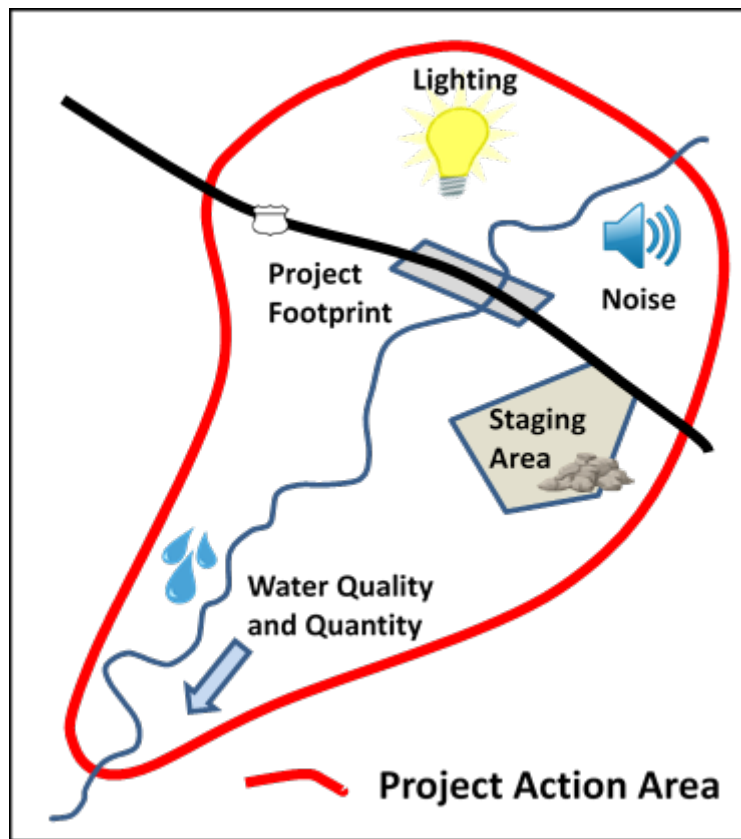 Lighting
Project
Footprint
Noise
Staging
Area
Water Quality
and Quantity
Project Action Area